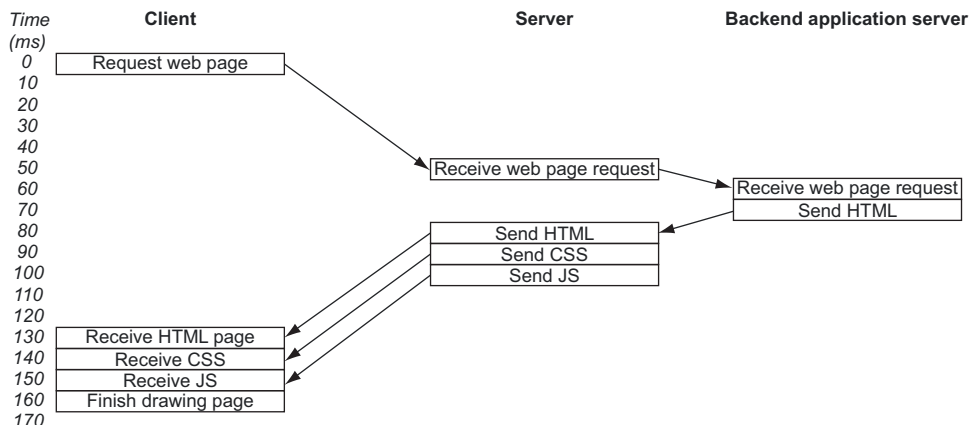 Time (ms)
Client
Server
Backend application server
0
Request web page
10
20
30
40
50
Receive web page request
60
Receive web page request
70
Send HTML
80
Send HTML
90
Send CSS
100
Send JS
110
120
130
Receive HTML page
140
Receive CSS
150
Receive JS
160
Finish drawing page
170